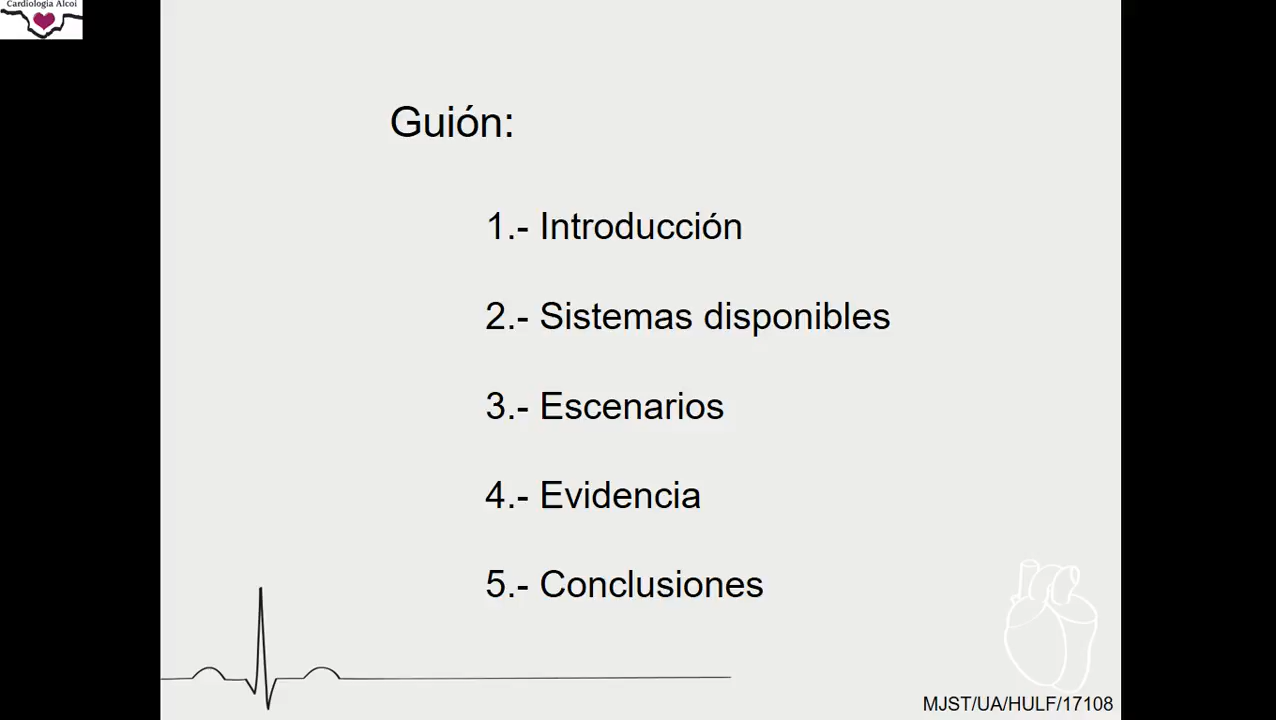 Cardiología Alcoi
Guión:
1.- Introducción
2.- Sistemas disponibles
3.- Escenarios
4.- Evidencia
5.- Conclusiones
MJST/UA/HULF/17108